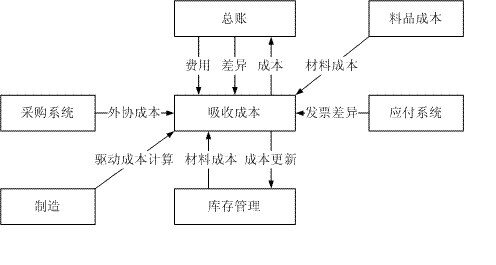 总账
料品成本
费用
差异
成本
材料成本
采购系统
外协成本
吸收成本
发票差异
应付系统
驱动成本计算
材料成本
成本更新
制造
库存管理